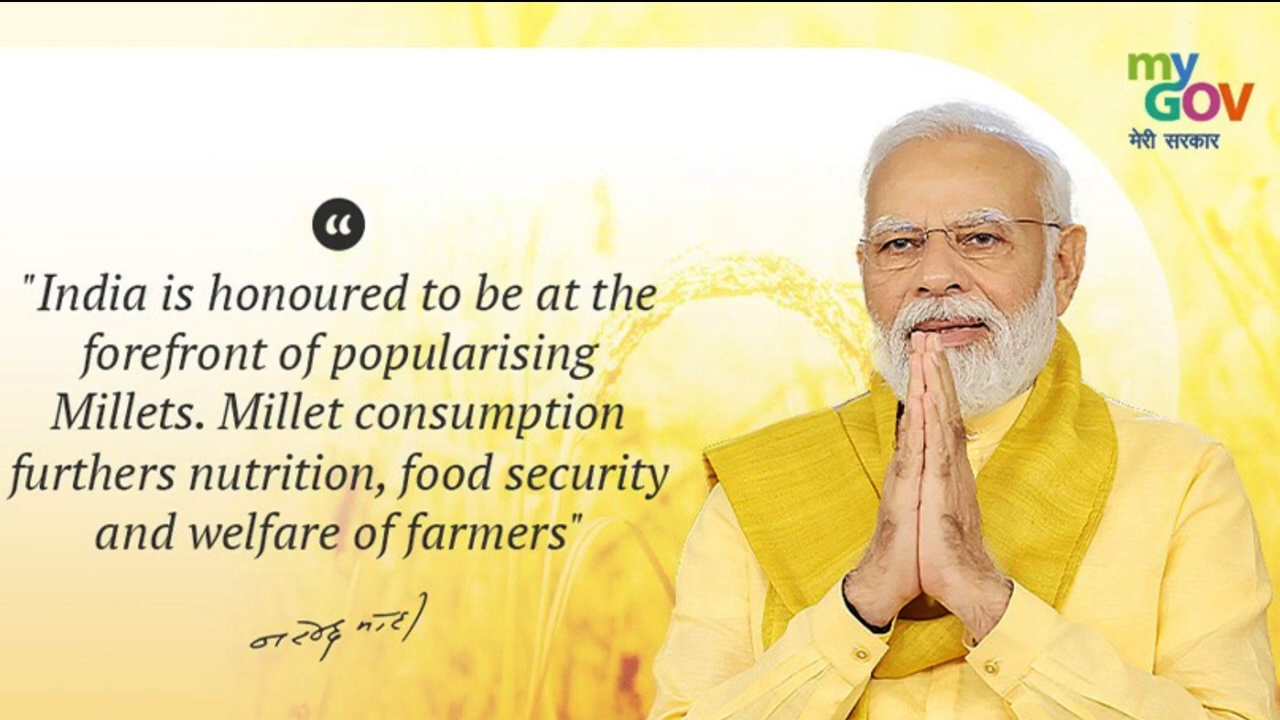 my
GOV
मेरी सरकार
“
"India is honoured to be at the
forefront of popularising
Millets. Millet consumption
furthers nutrition, food security
and welfare of farmers"
नरेन्द्र मोदी